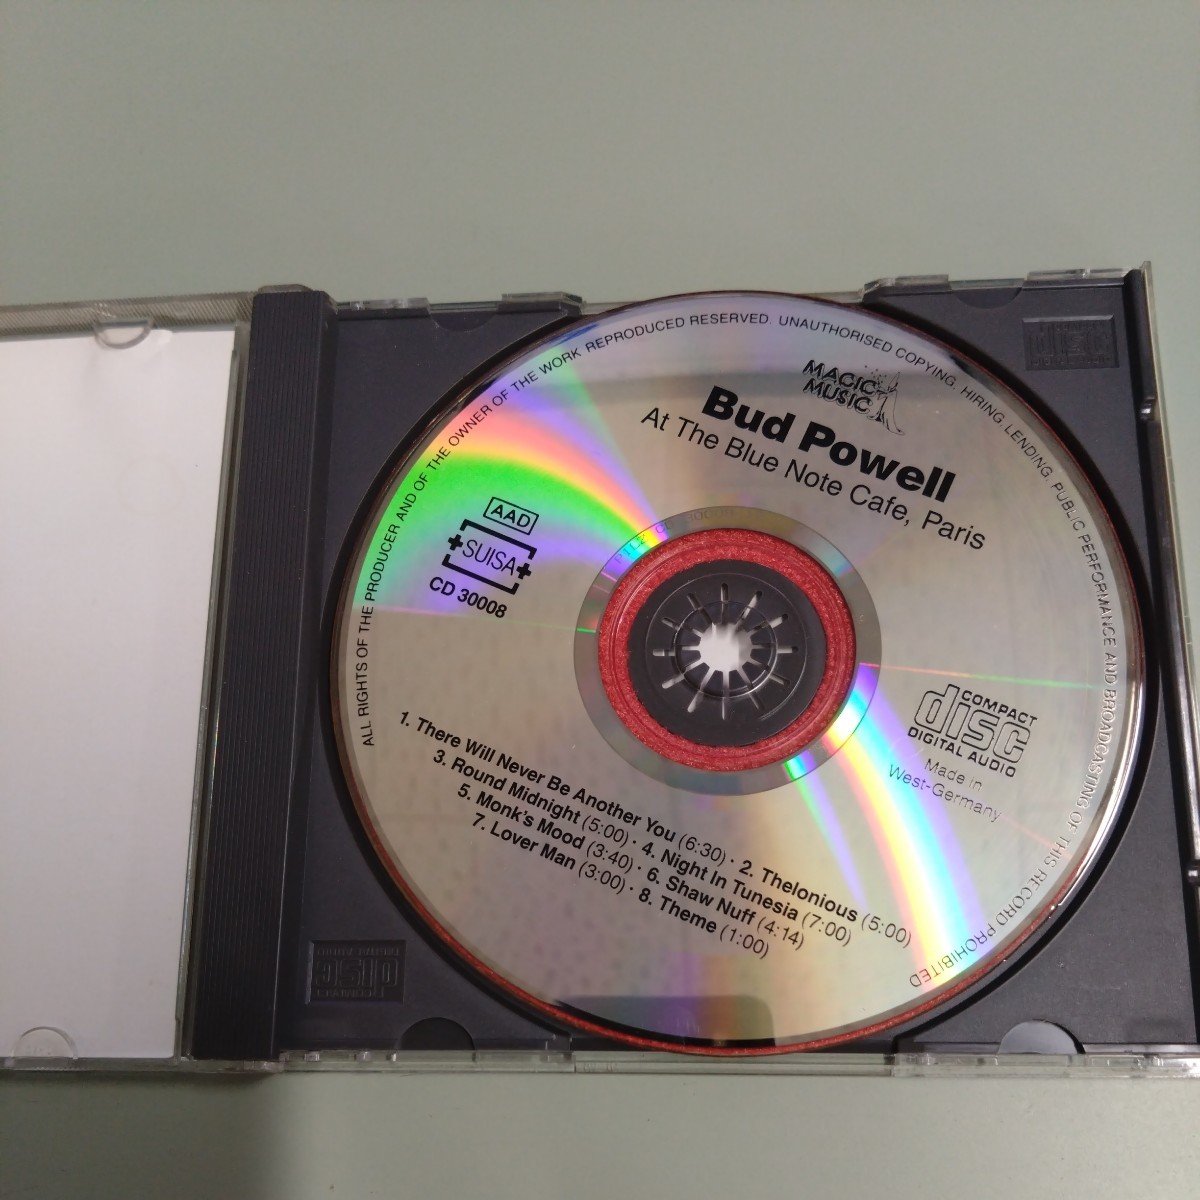 ALL RIGHTS OF THE PRODUCER AND OF THE OWNER OF THE WORK REPRODUCED RESERVED. UNAUTHORISED COPYING, HIRING, LENDING, PUBLIC PERFORMANCE AND BROADCASTING OF THIS RECORD PROHIBITED
MAGIC
MUSIC
Bud Powell
At The Blue Note Cafe, Paris
AAD
SUISA
CD 30008
COMPACT
disc
DIGITAL AUDIO
Made in
West-Germany
1. There Will Never Be Another You (6:30) · 2. Thelonious (5:00)
3. Round Midnight (5:00) · 4. Night In Tunesia (7:00)
5. Monk's Mood (3:40) · 6. Shaw Nuff (4:14)
7. Lover Man (3:00) · 8. Theme (1:00)
disc
disc